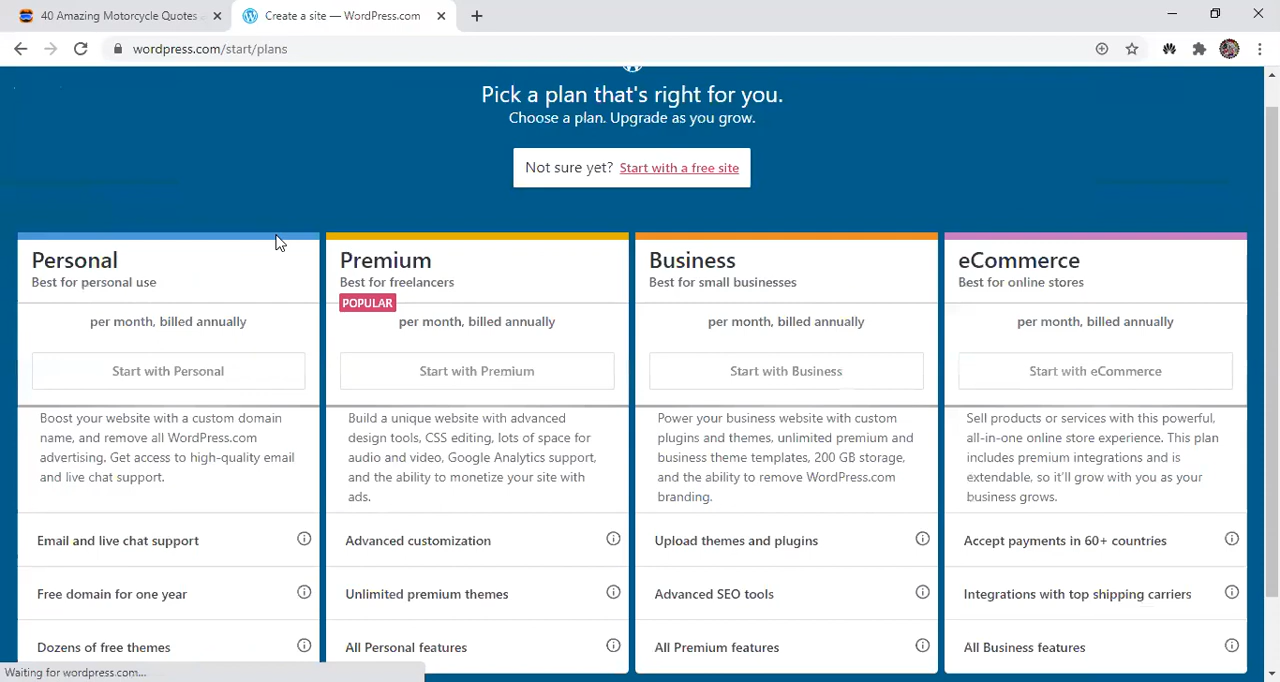 40 Amazing Motorcycle Quotes
Create a site — WordPress.com
wordpress.com/start/plans
Pick a plan that's right for you.
Choose a plan. Upgrade as you grow.
Not sure yet? Start with a free site
Personal
Best for personal use
per month, billed annually
Start with Personal
Boost your website with a custom domain
name, and remove all WordPress.com
advertising. Get access to high-quality email
and live chat support.
Email and live chat support
Free domain for one year
Dozens of free themes
Premium
Best for freelancers
POPULAR
per month, billed annually
Start with Premium
Build a unique website with advanced
design tools, CSS editing, lots of space for
audio and video, Google Analytics support,
and the ability to monetize your site with
ads.
Advanced customization
Unlimited premium themes
All Personal features
Business
Best for small businesses
per month, billed annually
Start with Business
Power your business website with custom
plugins and themes, unlimited premium and
business theme templates, 200 GB storage,
and the ability to remove WordPress.com
branding.
Upload themes and plugins
Advanced SEO tools
All Premium features
eCommerce
Best for online stores
per month, billed annually
Start with eCommerce
Sell products or services with this powerful,
all-in-one online store experience. This plan
includes premium integrations and is
extendable, so it'll grow with you as your
business grows.
Accept payments in 60+ countries
Integrations with top shipping carriers
All Business features
Waiting for wordpress.com...